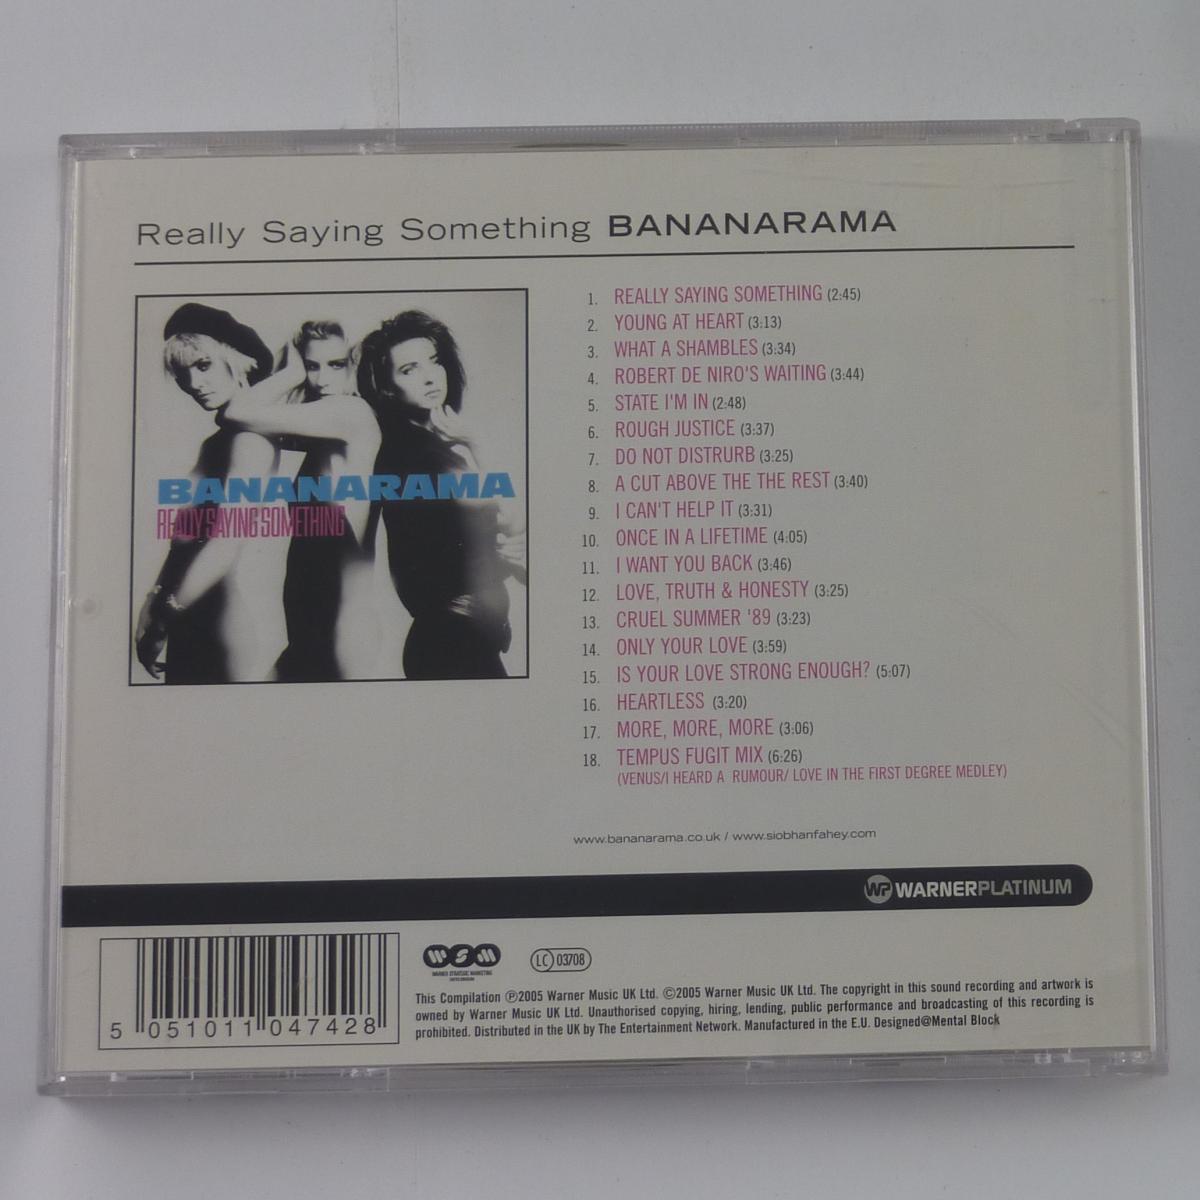 Really Saying Something BANANARAMA
BANANARAMA
REALLY SAYING SOMETHING
1. REALLY SAYING SOMETHING (2:45)
2. YOUNG AT HEART (3:13)
3. WHAT A SHAMBLES (3:34)
4. ROBERT DE NIRO'S WAITING (3:44)
5. STATE I'M IN (2:48)
6. ROUGH JUSTICE (3:37)
7. DO NOT DISTRURB (3:25)
8. A CUT ABOVE THE THE REST (3:40)
9. I CAN'T HELP IT (3:31)
10. ONCE IN A LIFETIME (4:05)
11. I WANT YOU BACK (3:46)
12. LOVE, TRUTH & HONESTY (3:25)
13. CRUEL SUMMER '89 (3:23)
14. ONLY YOUR LOVE (3:59)
15. IS YOUR LOVE STRONG ENOUGH? (5:07)
16. HEARTLESS (3:20)
17. MORE, MORE, MORE (3:06)
18. TEMPUS FUGIT MIX (6:26)
(VENUS/I HEARD A RUMOUR/ LOVE IN THE FIRST DEGREE MEDLEY)
www.bananarama.co.uk / www.siobhanfahey.com
WP WARNERPLATINUM
5 051011 047428
WSM
WARNER STRATEGIC MARKETING
LC 03708
This Compilation ℗2005 Warner Music UK Ltd. ©2005 Warner Music UK Ltd. The copyright in this sound recording and artwork is
owned by Warner Music UK Ltd. Unauthorised copying, hiring, lending, public performance and broadcasting of this recording is
prohibited. Distributed in the UK by The Entertainment Network. Manufactured in the E.U. Designed@Mental Block